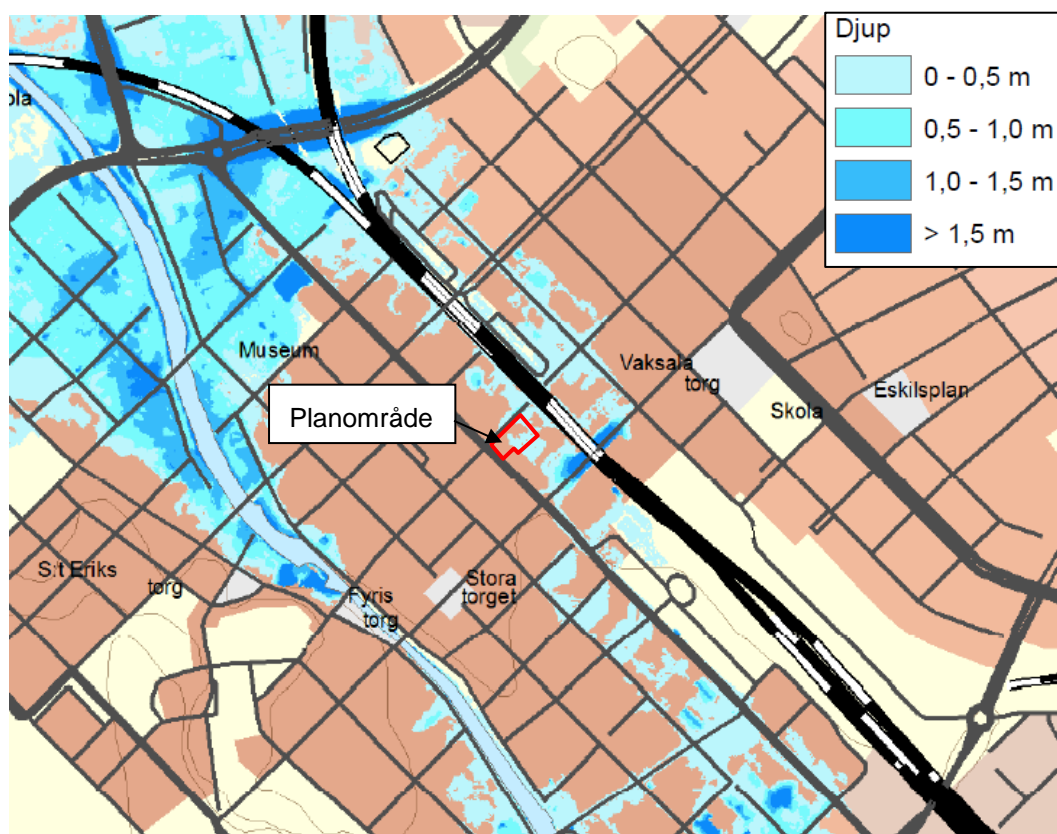 Djup
0 - 0,5 m
0,5 - 1,0 m
1,0 - 1,5 m
> 1,5 m
ola
Museum
Vaksala
torg
Eskilsplan
Skola
Planområde
S:t Eriks
torg
Stora
torget
Fyris
torg